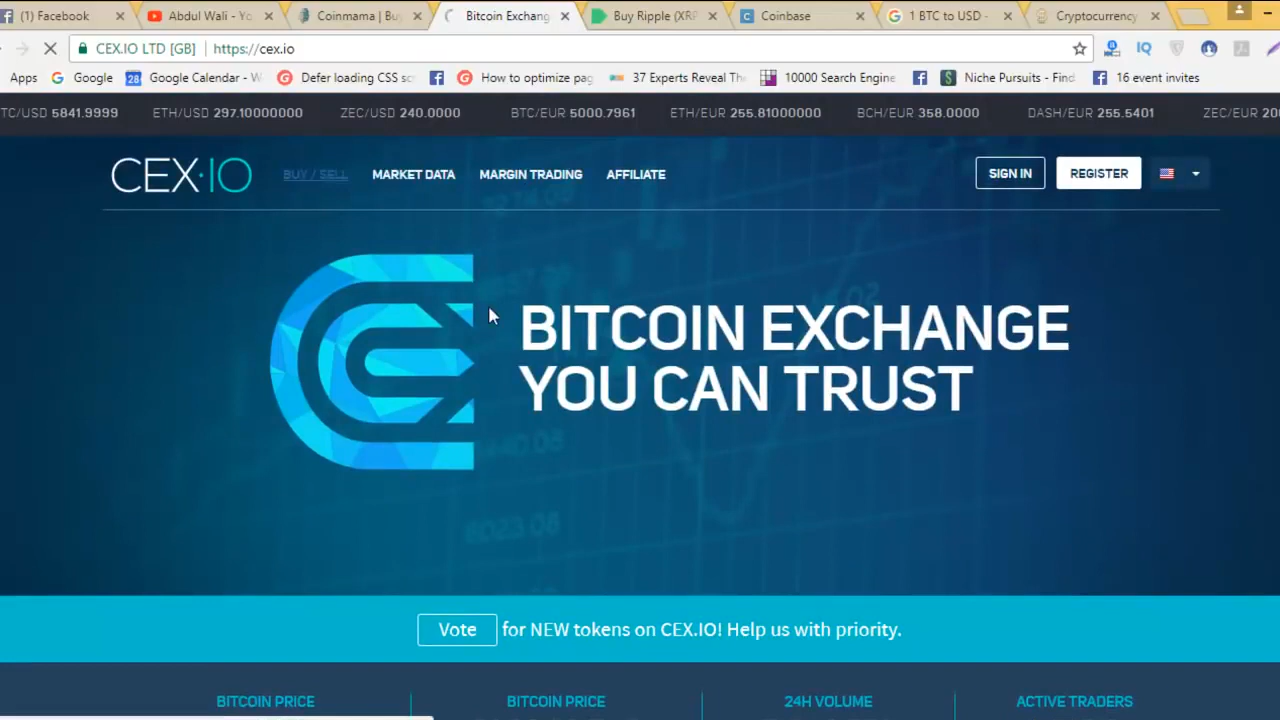 (1) Facebook
Abdul Wali - Yo
Coinmama | Bu
Bitcoin Exchang
Buy Ripple (XRP
Coinbase
1 BTC to USD -
Cryptocurrency
CEX.IO LTD [GB] https://cex.io
IQ
Apps Google 28 Google Calendar - W Defer loading CSS sc How to optimize pag 37 Experts Reveal Th 10000 Search Engine S Niche Pursuits - Find 16 event invites
TC/USD 5841.9999 ETH/USD 297.10000000 ZEC/USD 240.0000 BTC/EUR 5000.7961 ETH/EUR 255.81000000 BCH/EUR 358.0000 DASH/EUR 255.5401 ZEC/EUR 20
CEX.IO BUY / SELL MARKET DATA MARGIN TRADING AFFILIATE SIGN IN REGISTER
BITCOIN EXCHANGE
YOU CAN TRUST
Vote for NEW tokens on CEX.IO! Help us with priority.
BITCOIN PRICE BITCOIN PRICE 24H VOLUME ACTIVE TRADERS